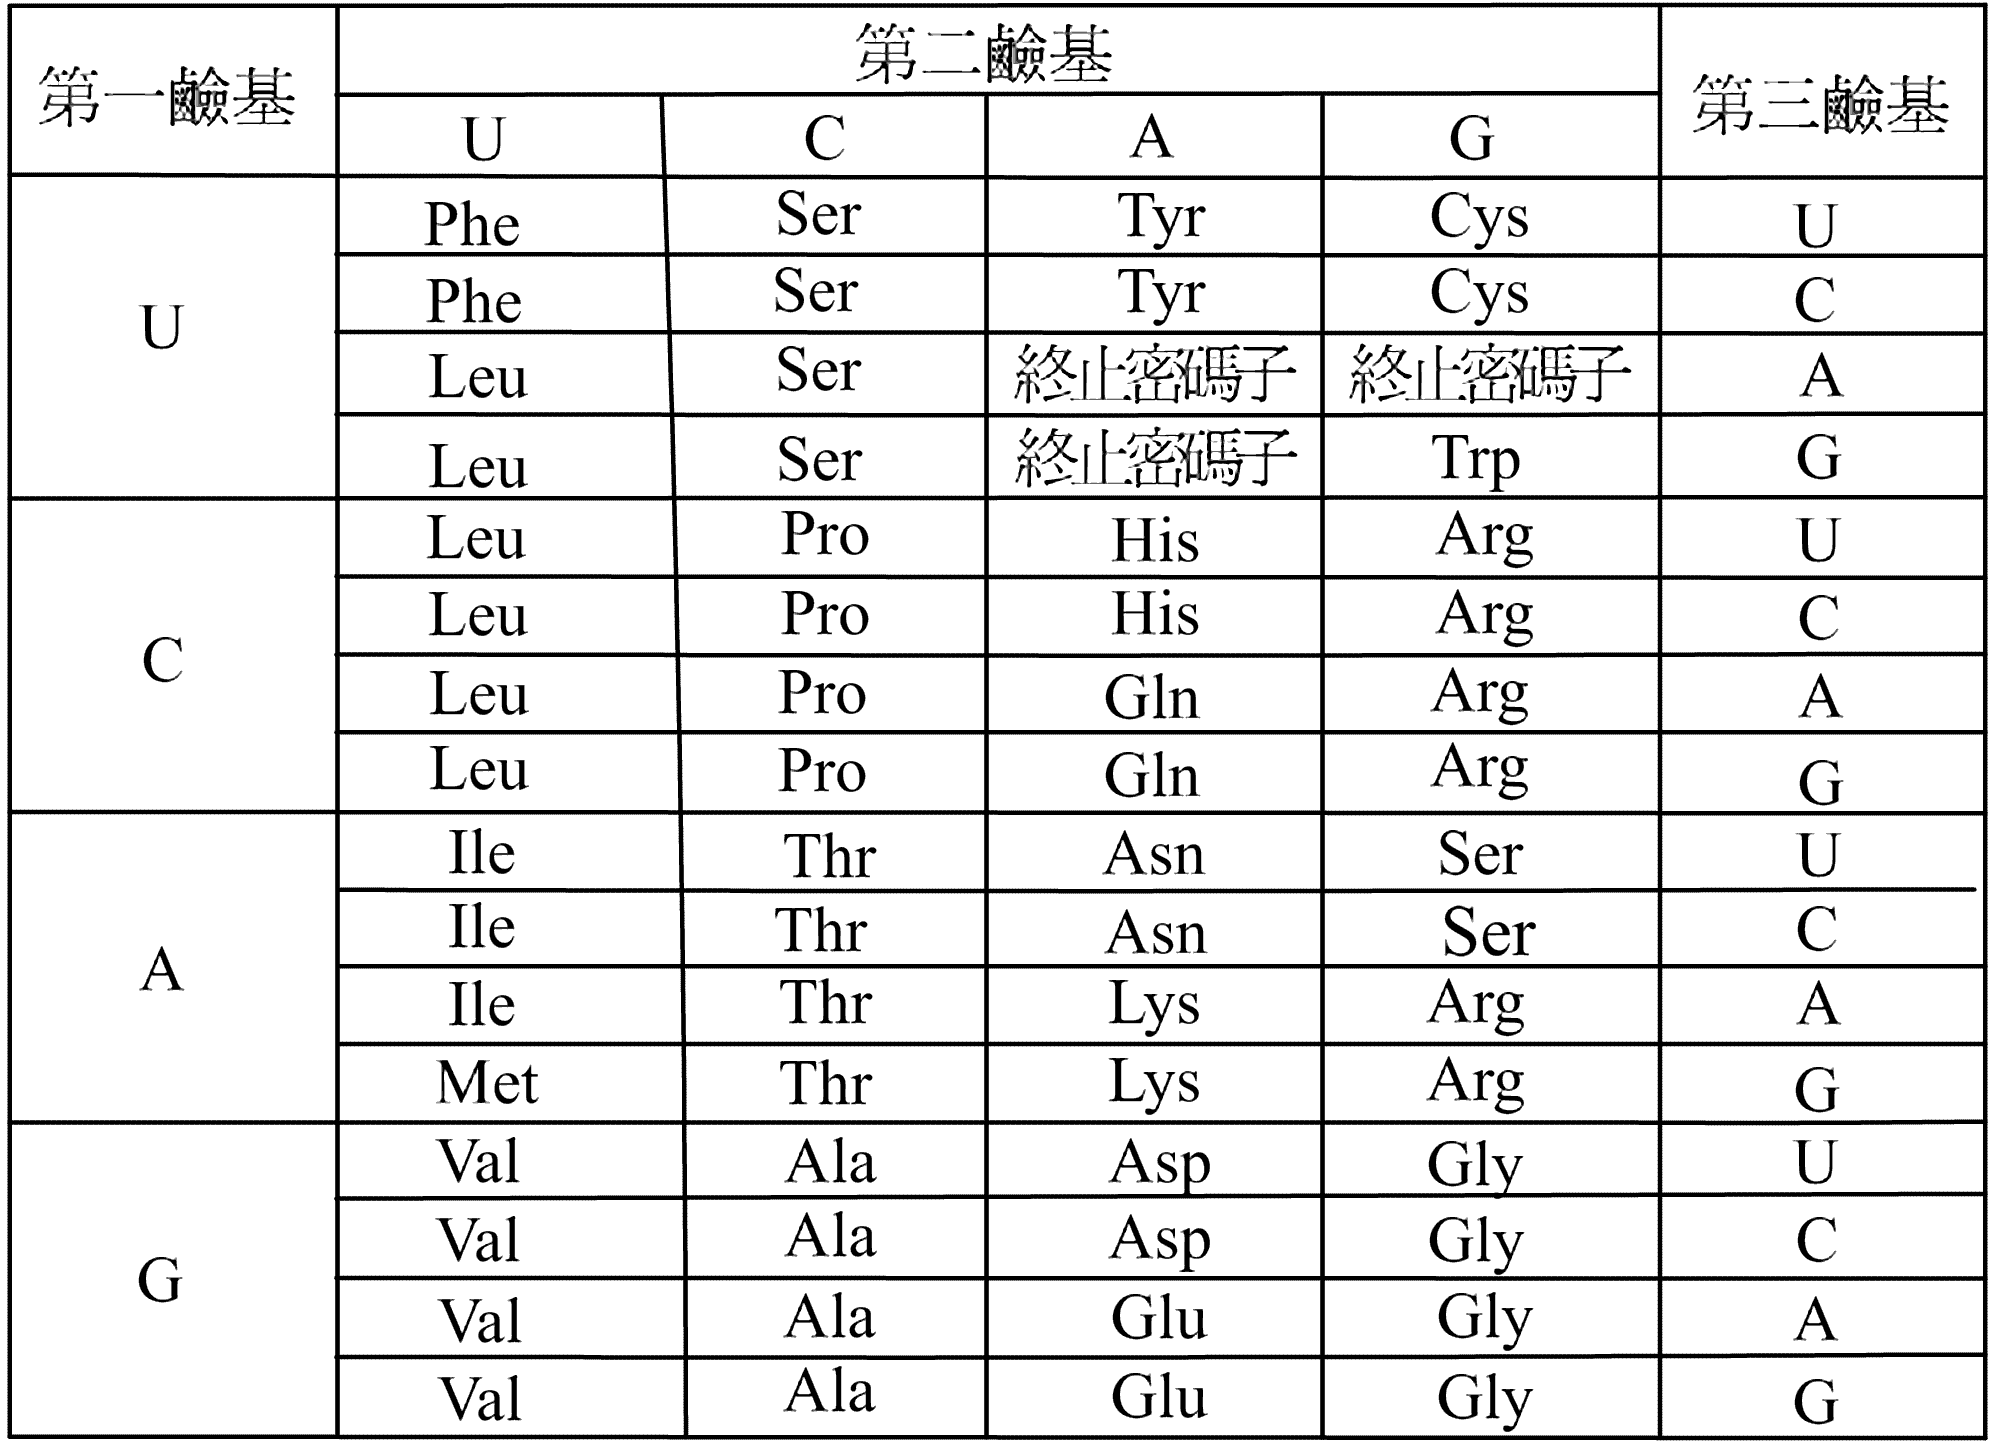 第一鹼基 第二鹼基 第三鹼基
U C A G
U Phe Ser Tyr Cys U
Phe Ser Tyr Cys C
Leu Ser 終止密碼子 終止密碼子 A
Leu Ser 終止密碼子 Trp G
C Leu Pro His Arg U
Leu Pro His Arg C
Leu Pro Gln Arg A
Leu Pro Gln Arg G
A Ile Thr Asn Ser U
Ile Thr Asn Ser C
Ile Thr Lys Arg A
Met Thr Lys Arg G
G Val Ala Asp Gly U
Val Ala Asp Gly C
Val Ala Glu Gly A
Val Ala Glu Gly G